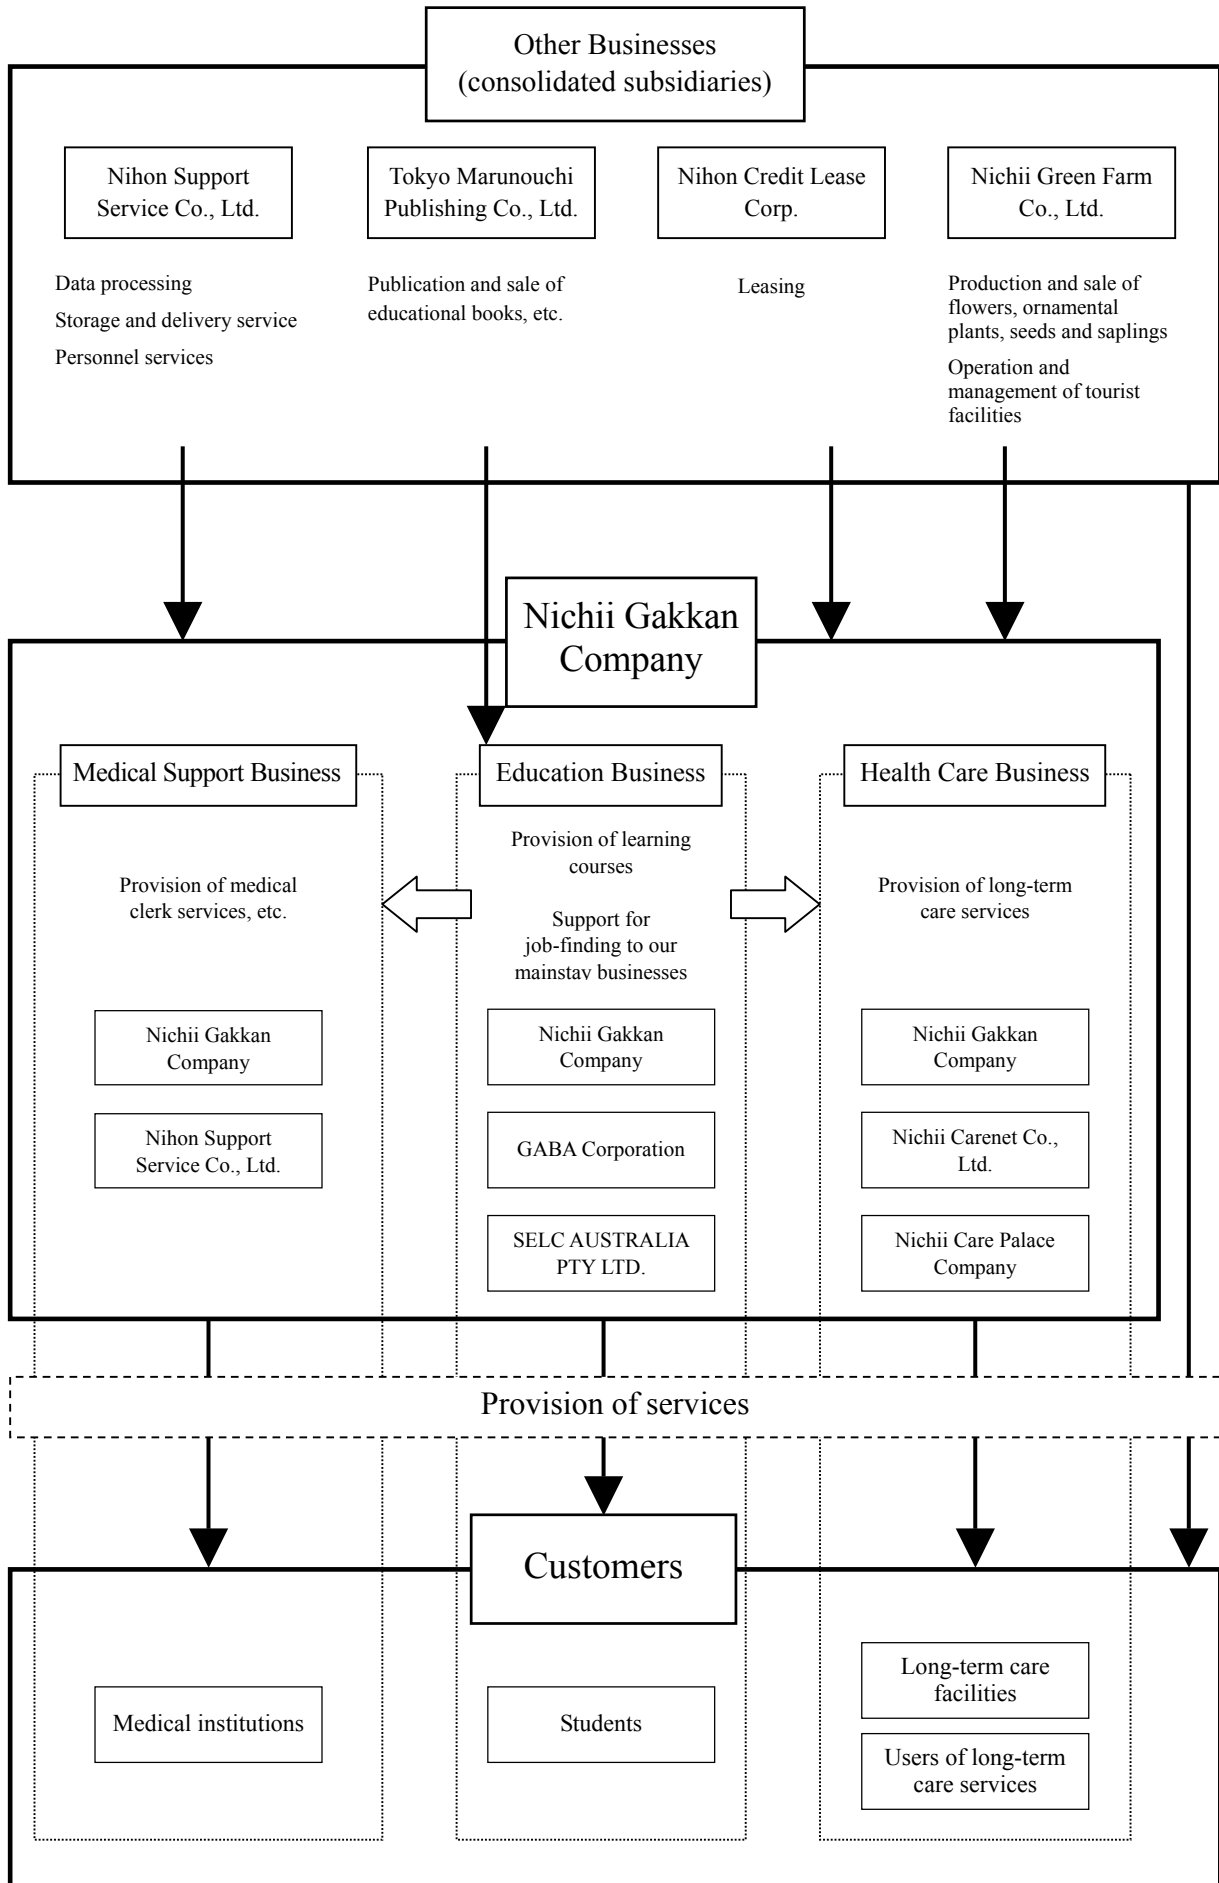 Other Businesses
(consolidated subsidiaries)
Nihon Support
Service Co., Ltd.
Tokyo Marunouchi
Publishing Co., Ltd.
Nihon Credit Lease
Corp.
Nichii Green Farm
Co., Ltd.
Data processing
Storage and delivery service
Personnel services
Publication and sale of
educational books, etc.
Leasing
Production and sale of
flowers, ornamental
plants, seeds and saplings
Operation and
management of tourist
facilities
Nichii Gakkan
Company
Medical Support Business
Provision of medical
clerk services, etc.
Nichii Gakkan
Company
Nihon Support
Service Co., Ltd.
Education Business
Provision of learning
courses
Support for
job-finding to our
mainstav businesses
Nichii Gakkan
Company
GABA Corporation
SELC AUSTRALIA
PTY LTD.
Health Care Business
Provision of long-term
care services
Nichii Gakkan
Company
Nichii Carenet Co.,
Ltd.
Nichii Care Palace
Company
Provision of services
Customers
Medical institutions
Students
Long-term care
facilities
Users of long-term
care services